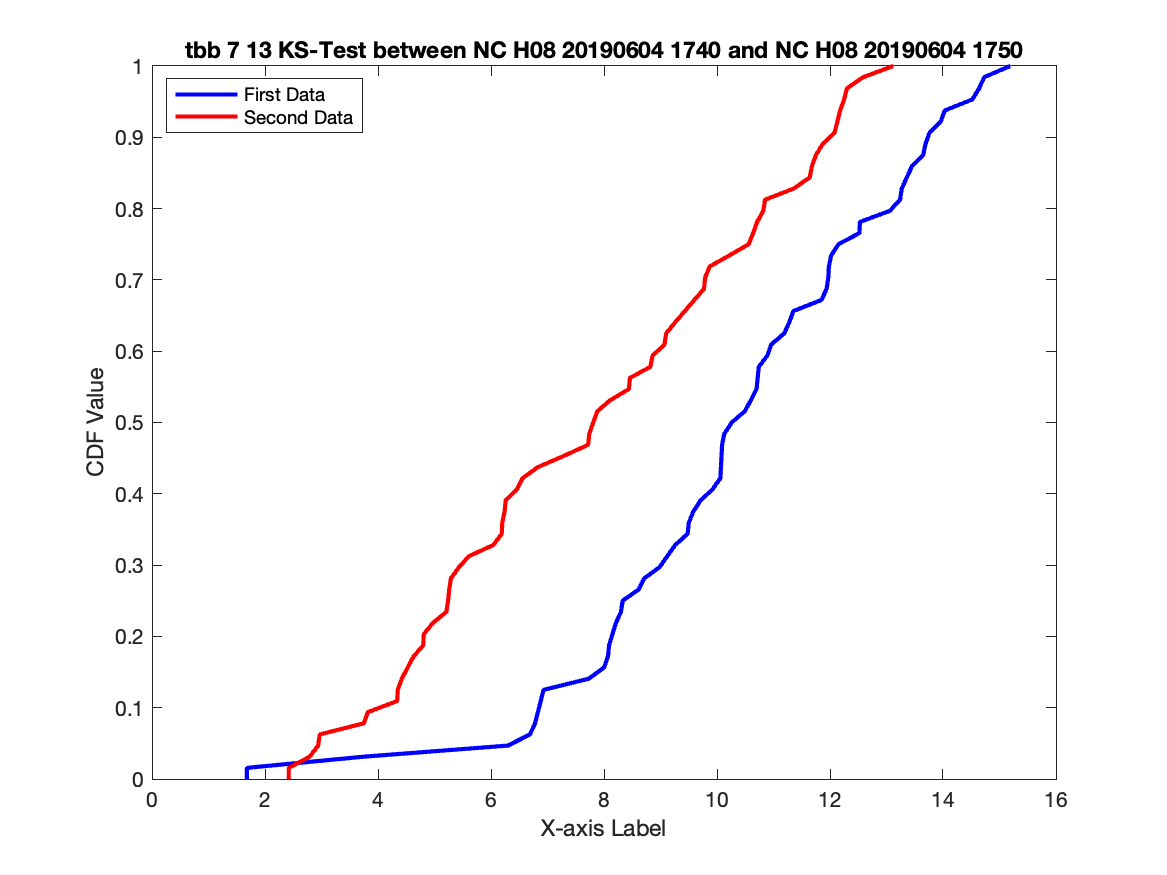 tbb 7 13 KS-Test between NC H08 20190604 1740 and NC H08 20190604 1750
First Data
Second Data
CDF Value
1
0.9
0.8
0.7
0.6
0.5
0.4
0.3
0.2
0.1
0
0 2 4 6 8 10 12 14 16
X-axis Label